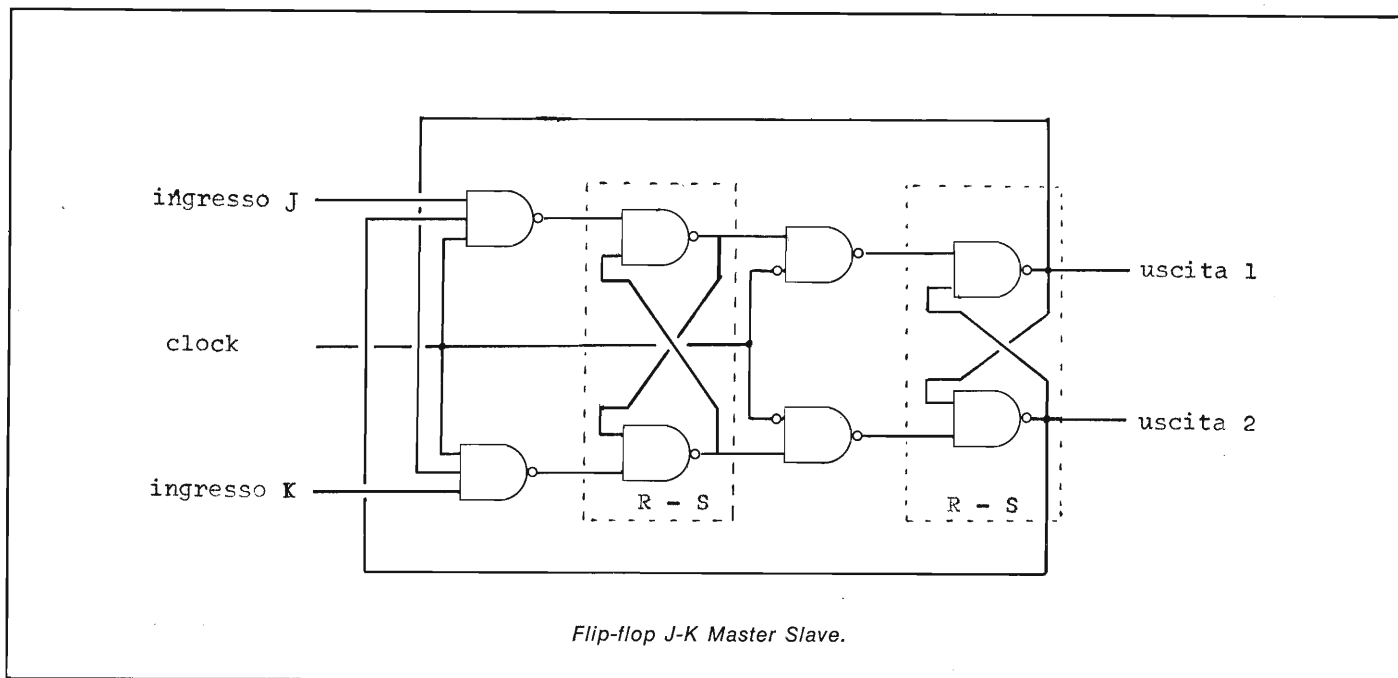 ingresso J
clock
ingresso K
R - S
R - S
uscita 1
uscita 2
Flip-flop J-K Master Slave.